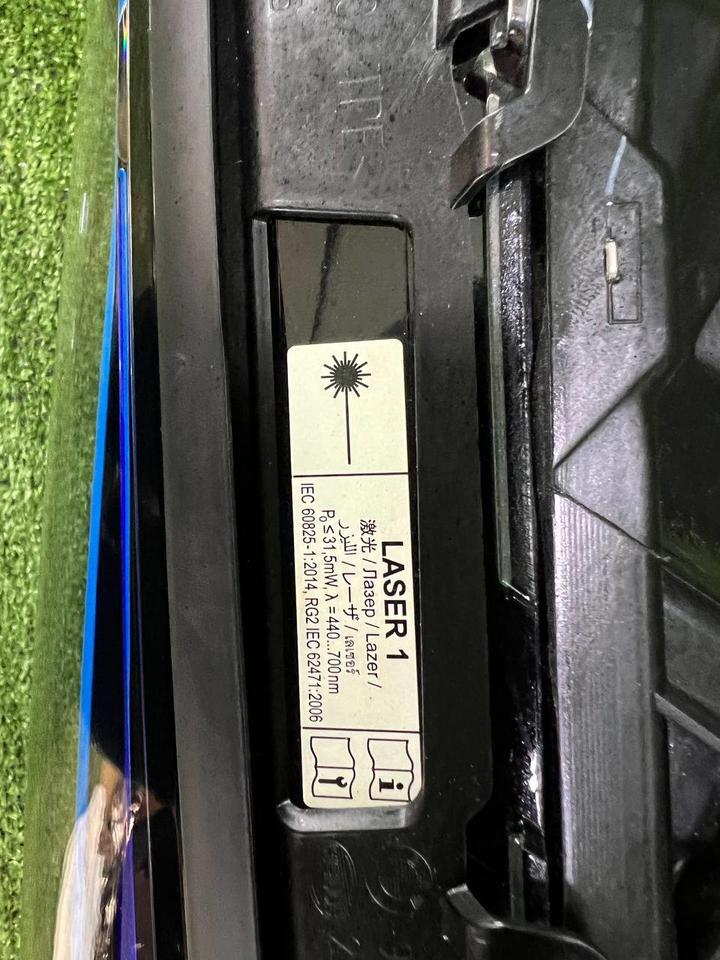 LASER 1
激光 / Лазер / Lazer /
الليزر / レーザ / เลเซอร์
P₀ ≤ 31,5mW, λ = 440...700nm
IEC 60825-1:2014, RG2 IEC 62471:2006